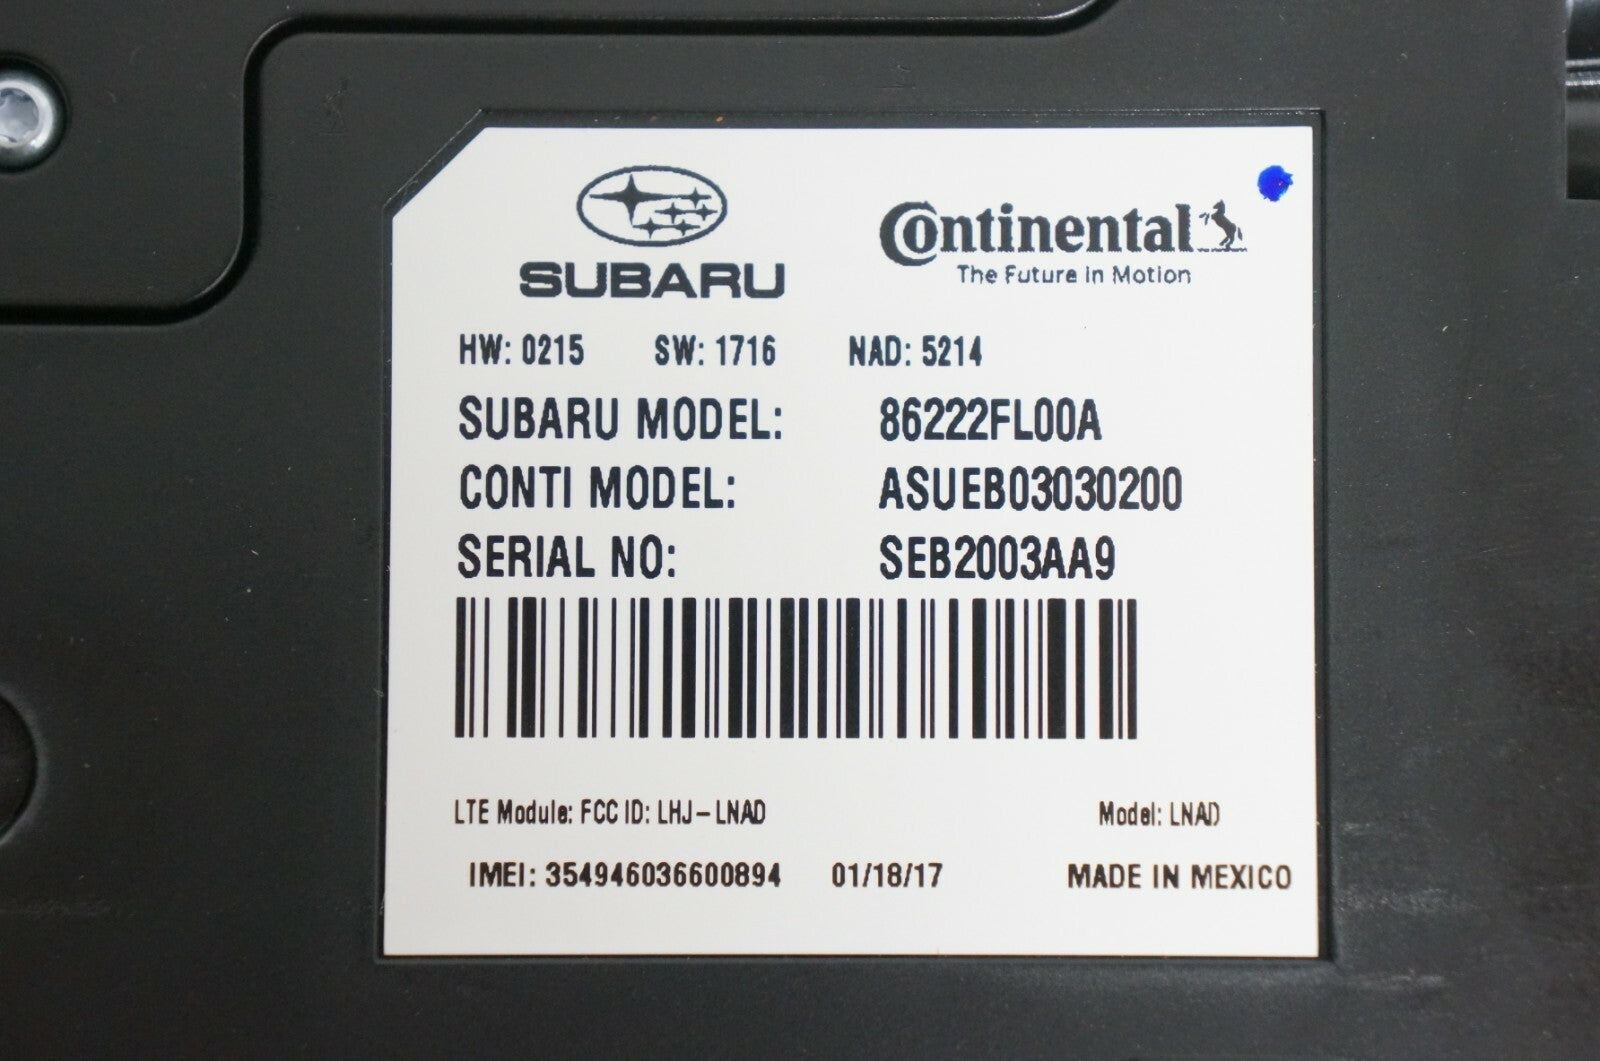 SUBARU
Continental
The Future in Motion
HW: 0215 SW: 1716 NAD: 5214
SUBARU MODEL: 86222FL00A
CONTI MODEL: ASUEB03030200
SERIAL NO: SEB2003AA9
LTE Module: FCC ID: LHJ-LNAD Model: LNAD
IMEI: 354946036600894 01/18/17 MADE IN MEXICO